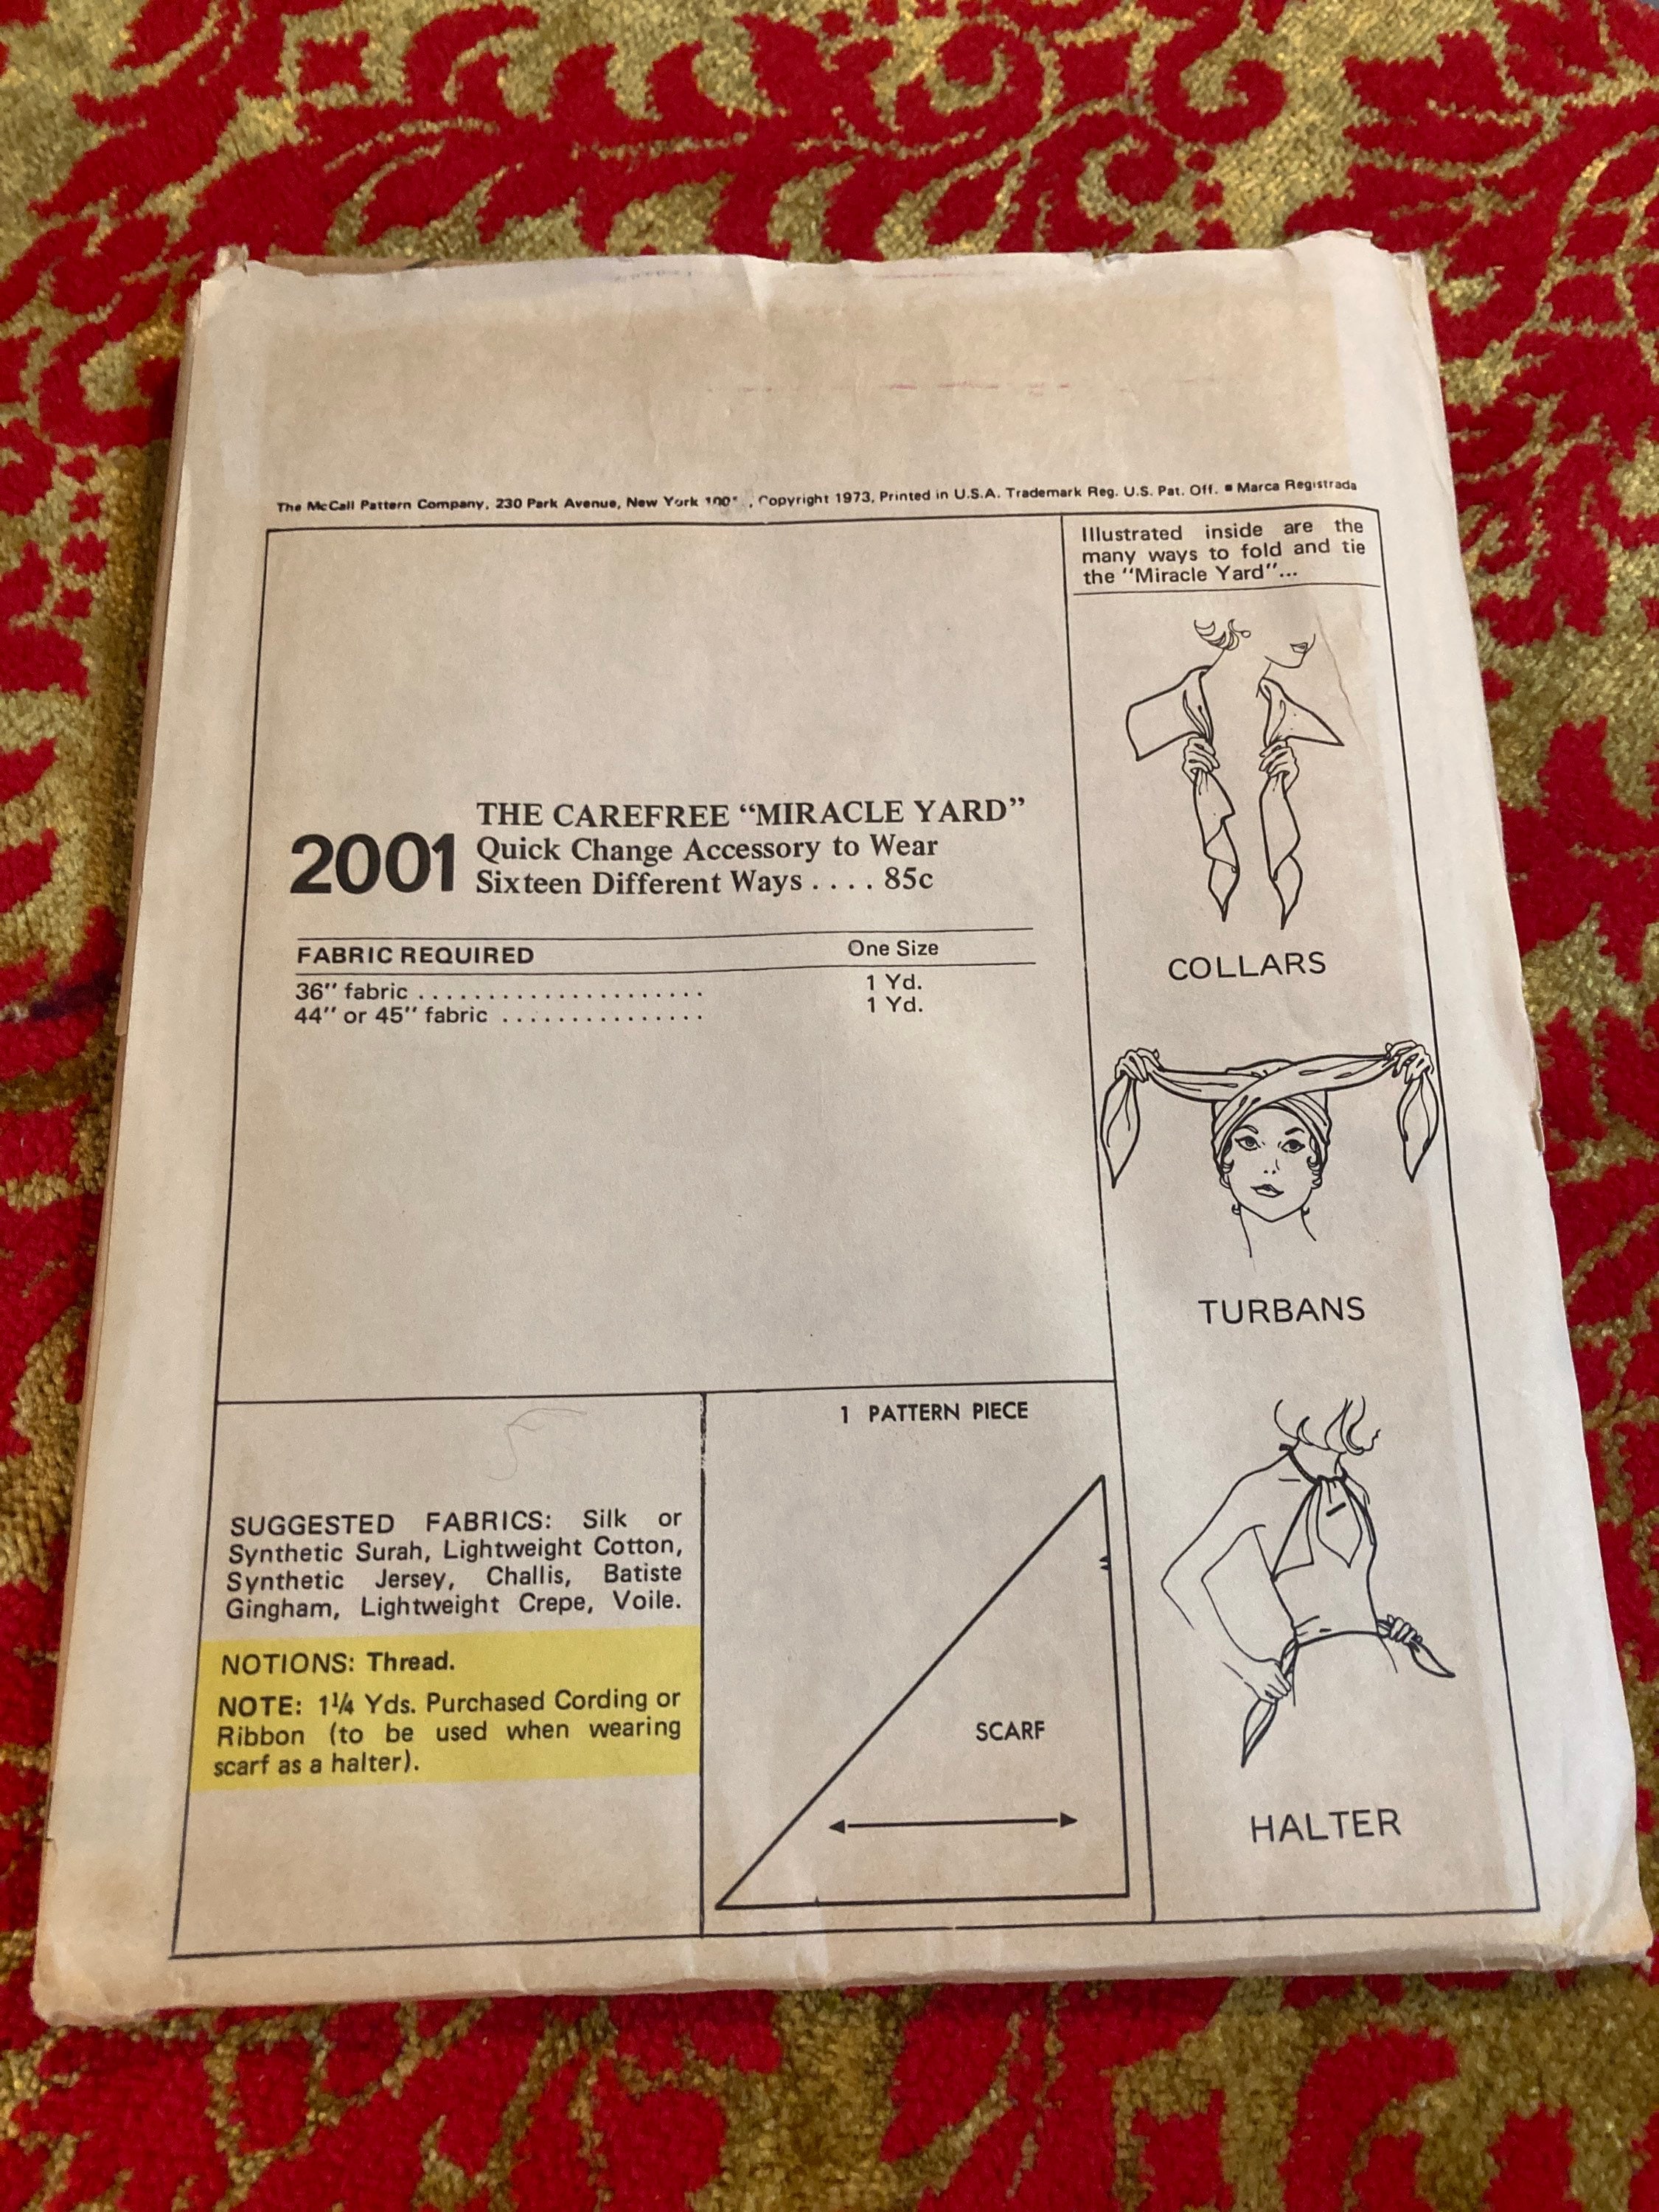 The McCall Pattern Company, 230 Park Avenue, New York , Copyright 1973, Printed in U.S.A. Trademark Reg. U.S. Pat. Off. ■ Marca Registrada
2001
THE CAREFREE “MIRACLE YARD”
Quick Change Accessory to Wear
Sixteen Different Ways .... 85c
FABRIC REQUIRED One Size
36″ fabric ..................... 1 Yd.
44″ or 45″ fabric ............... 1 Yd.
Illustrated inside are the
many ways to fold and tie
the “Miracle Yard”...
COLLARS
TURBANS
HALTER
SUGGESTED FABRICS: Silk or
Synthetic Surah, Lightweight Cotton,
Synthetic Jersey, Challis, Batiste
Gingham, Lightweight Crepe, Voile.
NOTIONS: Thread.
NOTE: 1¼ Yds. Purchased Cording or
Ribbon (to be used when wearing
scarf as a halter).
1 PATTERN PIECE
SCARF